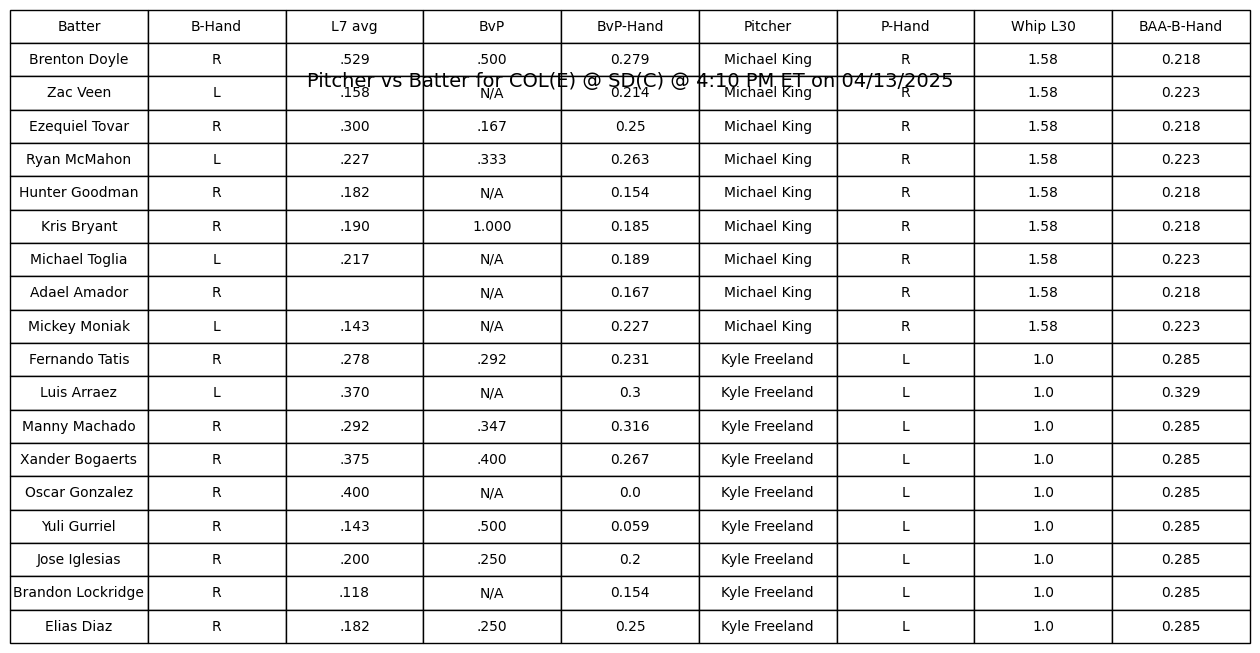 Batter B-Hand L7 avg BvP BvP-Hand Pitcher P-Hand Whip L30 BAA-B-Hand
Brenton Doyle R .529 .500 0.279 Michael King R 1.58 0.218
Pitcher vs Batter for COL(E) @ SD(C) @ 4:10 PM ET on 04/13/2025
Zac Veen L .158 N/A 0.214 Michael King R 1.58 0.223
Ezequiel Tovar R .300 .167 0.25 Michael King R 1.58 0.218
Ryan McMahon L .227 .333 0.263 Michael King R 1.58 0.223
Hunter Goodman R .182 N/A 0.154 Michael King R 1.58 0.218
Kris Bryant R .190 1.000 0.185 Michael King R 1.58 0.218
Michael Toglia L .217 N/A 0.189 Michael King R 1.58 0.223
Adael Amador R N/A 0.167 Michael King R 1.58 0.218
Mickey Moniak L .143 N/A 0.227 Michael King R 1.58 0.223
Fernando Tatis R .278 .292 0.231 Kyle Freeland L 1.0 0.285
Luis Arraez L .370 N/A 0.3 Kyle Freeland L 1.0 0.329
Manny Machado R .292 .347 0.316 Kyle Freeland L 1.0 0.285
Xander Bogaerts R .375 .400 0.267 Kyle Freeland L 1.0 0.285
Oscar Gonzalez R .400 N/A 0.0 Kyle Freeland L 1.0 0.285
Yuli Gurriel R .143 .500 0.059 Kyle Freeland L 1.0 0.285
Jose Iglesias R .200 .250 0.2 Kyle Freeland L 1.0 0.285
Brandon Lockridge R .118 N/A 0.154 Kyle Freeland L 1.0 0.285
Elias Diaz R .182 .250 0.25 Kyle Freeland L 1.0 0.285